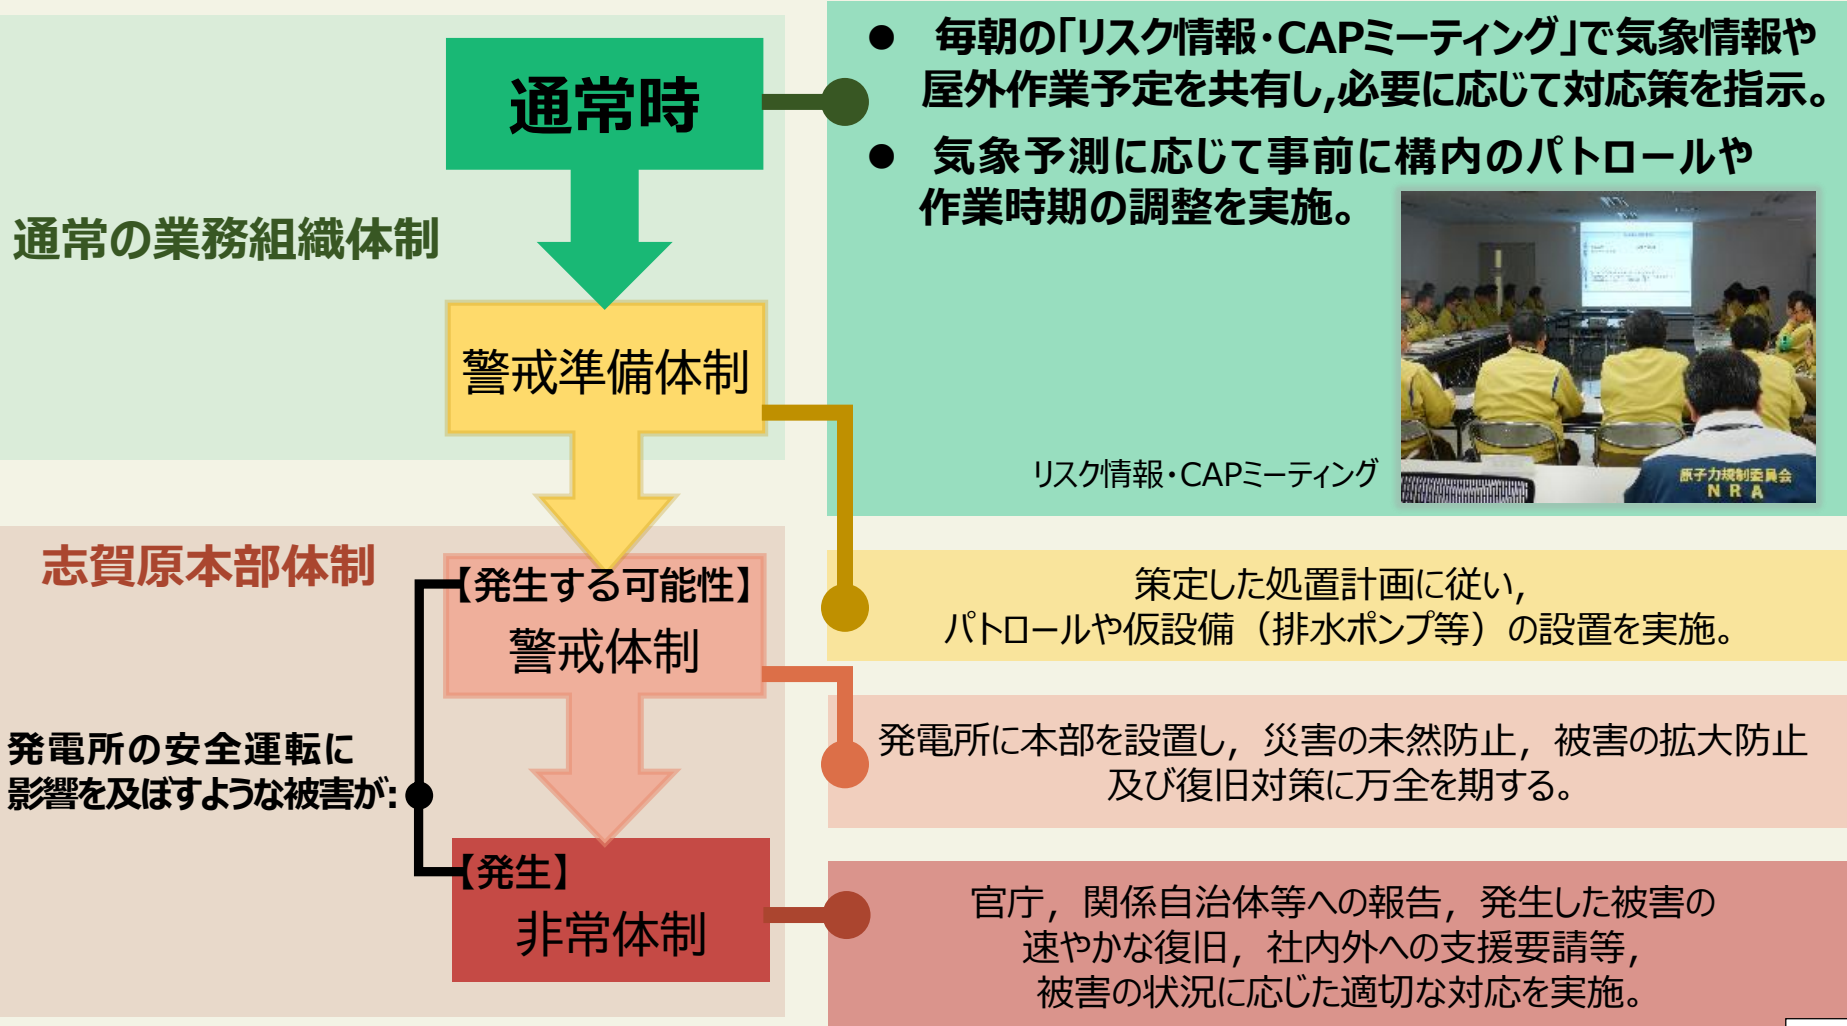 通常時
● 毎朝の「リスク情報・CAPミーティング」で気象情報や
屋外作業予定を共有し,必要に応じて対応策を指示。
● 気象予測に応じて事前に構内のパトロールや
作業時期の調整を実施。
通常の業務組織体制
警戒準備体制
リスク情報・CAPミーティング
原子力規制委員会
NRA
志賀原本部体制
【発生する可能性】
警戒体制
策定した処置計画に従い,
パトロールや仮設備（排水ポンプ等）の設置を実施。
発電所の安全運転に
影響を及ぼすような被害が:
発電所に本部を設置し，災害の未然防止，被害の拡大防止
及び復旧対策に万全を期する。
【発生】
非常体制
官庁，関係自治体等への報告，発生した被害の
速やかな復旧，社内外への支援要請等，
被害の状況に応じた適切な対応を実施。